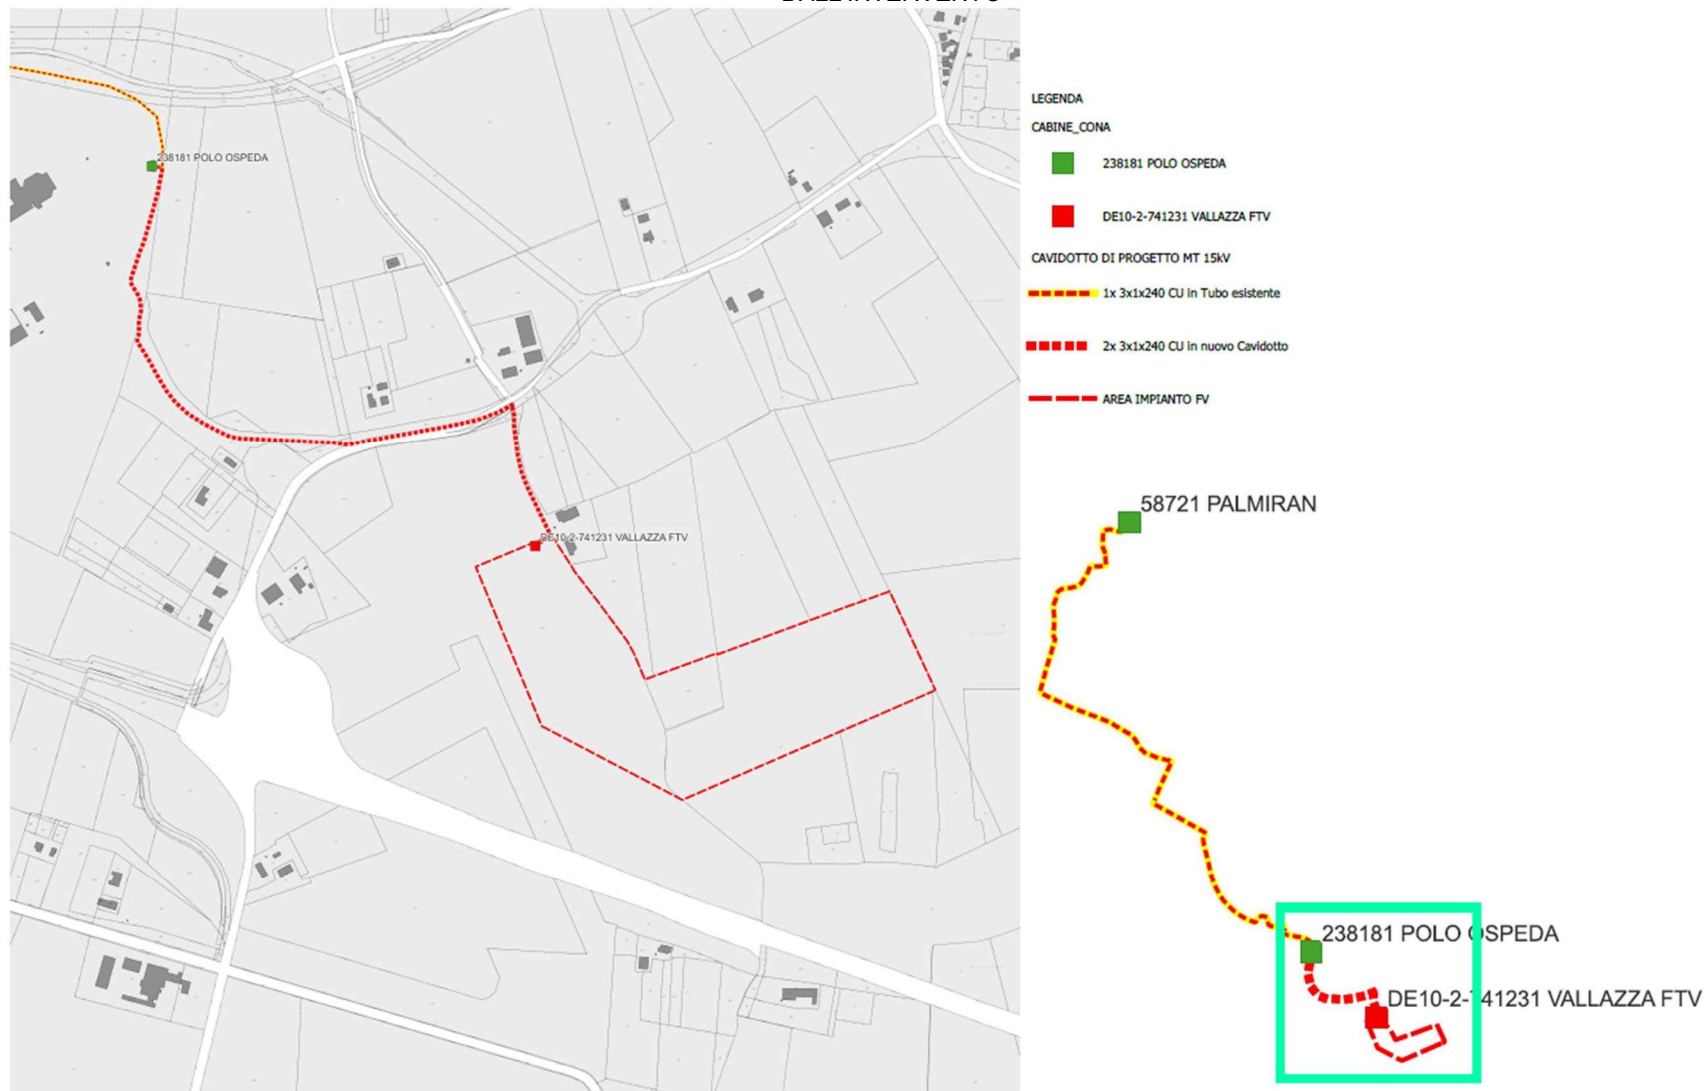 238181 POLO OSPEDA
DE10-2-741231 VALLAZZA FTV
LEGENDA
CABINE_CONA
238181 POLO OSPEDA
DE10-2-741231 VALLAZZA FTV
CAVIDOTTO DI PROGETTO MT 15kV
1x 3x1x240 CU in Tubo esistente
2x 3x1x240 CU in nuovo Cavidotto
AREA IMPIANTO FV
58721 PALMIRAN
238181 POLO OSPEDA
DE10-2-741231 VALLAZZA FTV